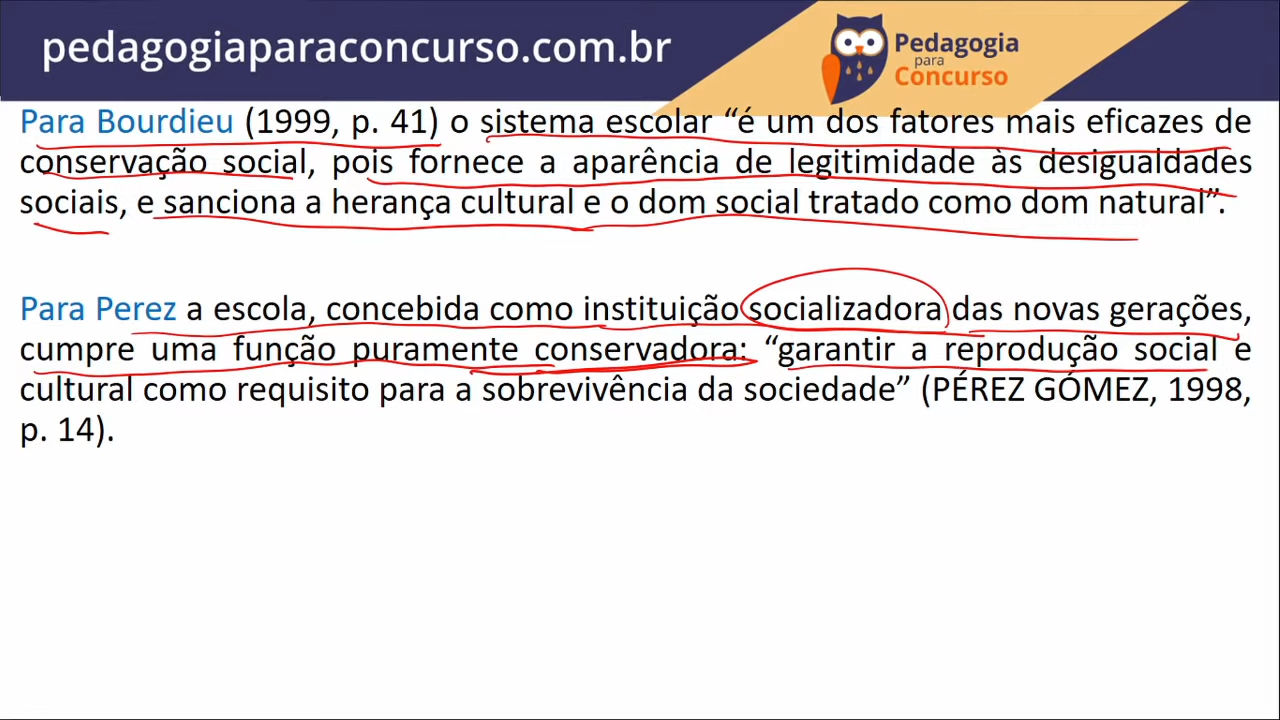 pedagogiaparaconcurso.com.br
Pedagogia
para
Concurso
Para Bourdieu (1999, p. 41) o sistema escolar “é um dos fatores mais eficazes de
conservação social, pois fornece a aparência de legitimidade às desigualdades
sociais, e sanciona a herança cultural e o dom social tratado como dom natural”.
Para Perez a escola, concebida como instituição socializadora das novas gerações,
cumpre uma função puramente conservadora: “garantir a reprodução social e
cultural como requisito para a sobrevivência da sociedade” (PÉREZ GÓMEZ, 1998,
p. 14).